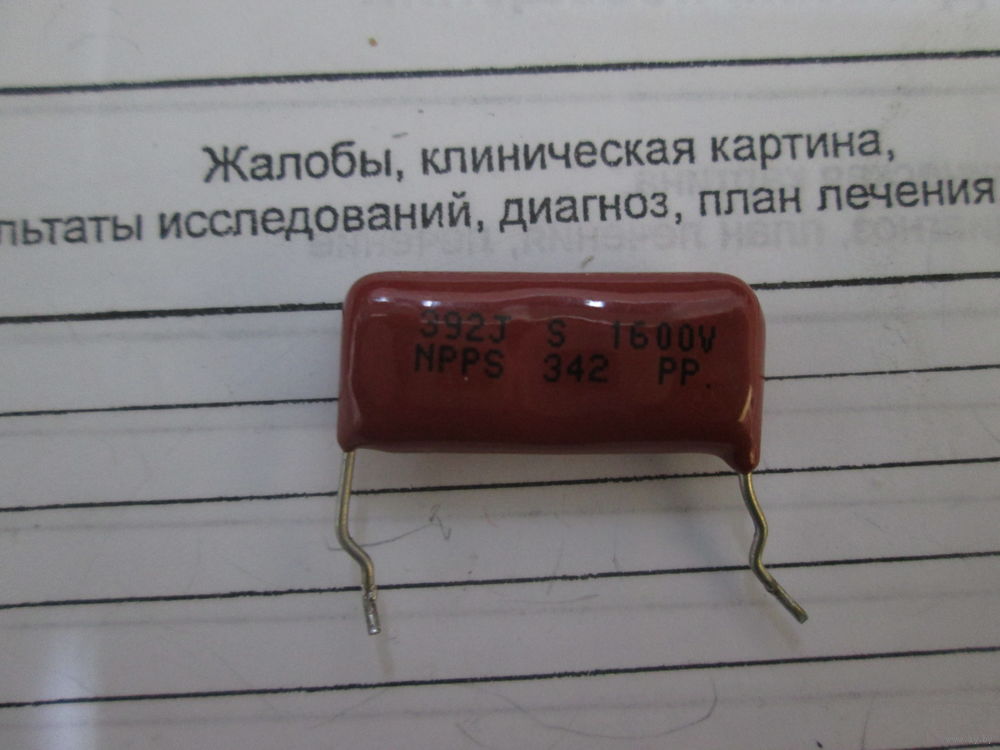 Жалобы, клиническая картина,
льтаты исследований, диагноз, план лечения
392J S 1600V
NPPS 342 PP